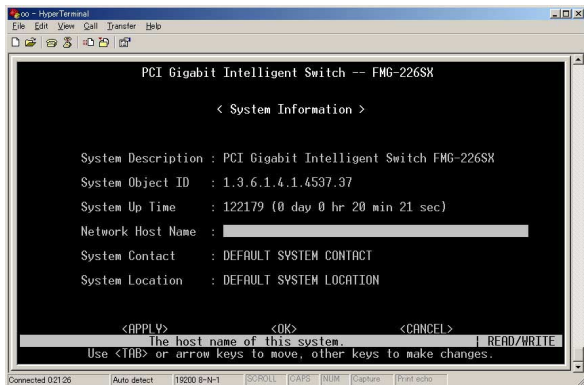 oo - HyperTerminal
File Edit View Call Transfer Help
PCI Gigabit Intelligent Switch -- FMG-226SX
< System Information >
System Description : PCI Gigabit Intelligent Switch FMG-226SX
System Object ID : 1.3.6.1.4.1.4537.37
System Up Time : 122179 (0 day 0 hr 20 min 21 sec)
Network Host Name :
System Contact : DEFAULT SYSTEM CONTACT
System Location : DEFAULT SYSTEM LOCATION
<APPLY> <OK> <CANCEL>
The host name of this system. | READ/WRITE
Use <TAB> or arrow keys to move, other keys to make changes.
Connected 0:21:26 Auto detect 19200 8-N-1 SCROLL CAPS NUM Capture Print echo